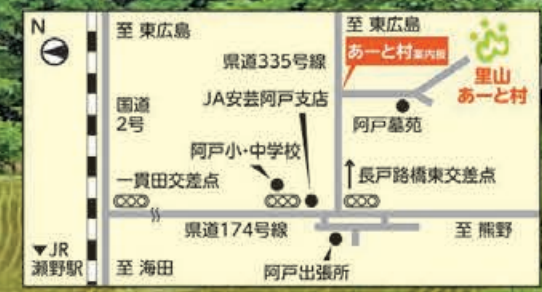 N
至 東広島
至 東広島
県道335号線
あーと村案内板
里山
あーと村
国道
2号
JA安芸阿戸支店
阿戸墓苑
阿戸小・中学校
一貫田交差点
長戸路橋東交差点
県道174号線
至 熊野
▼JR
瀬野駅
至 海田
阿戸出張所